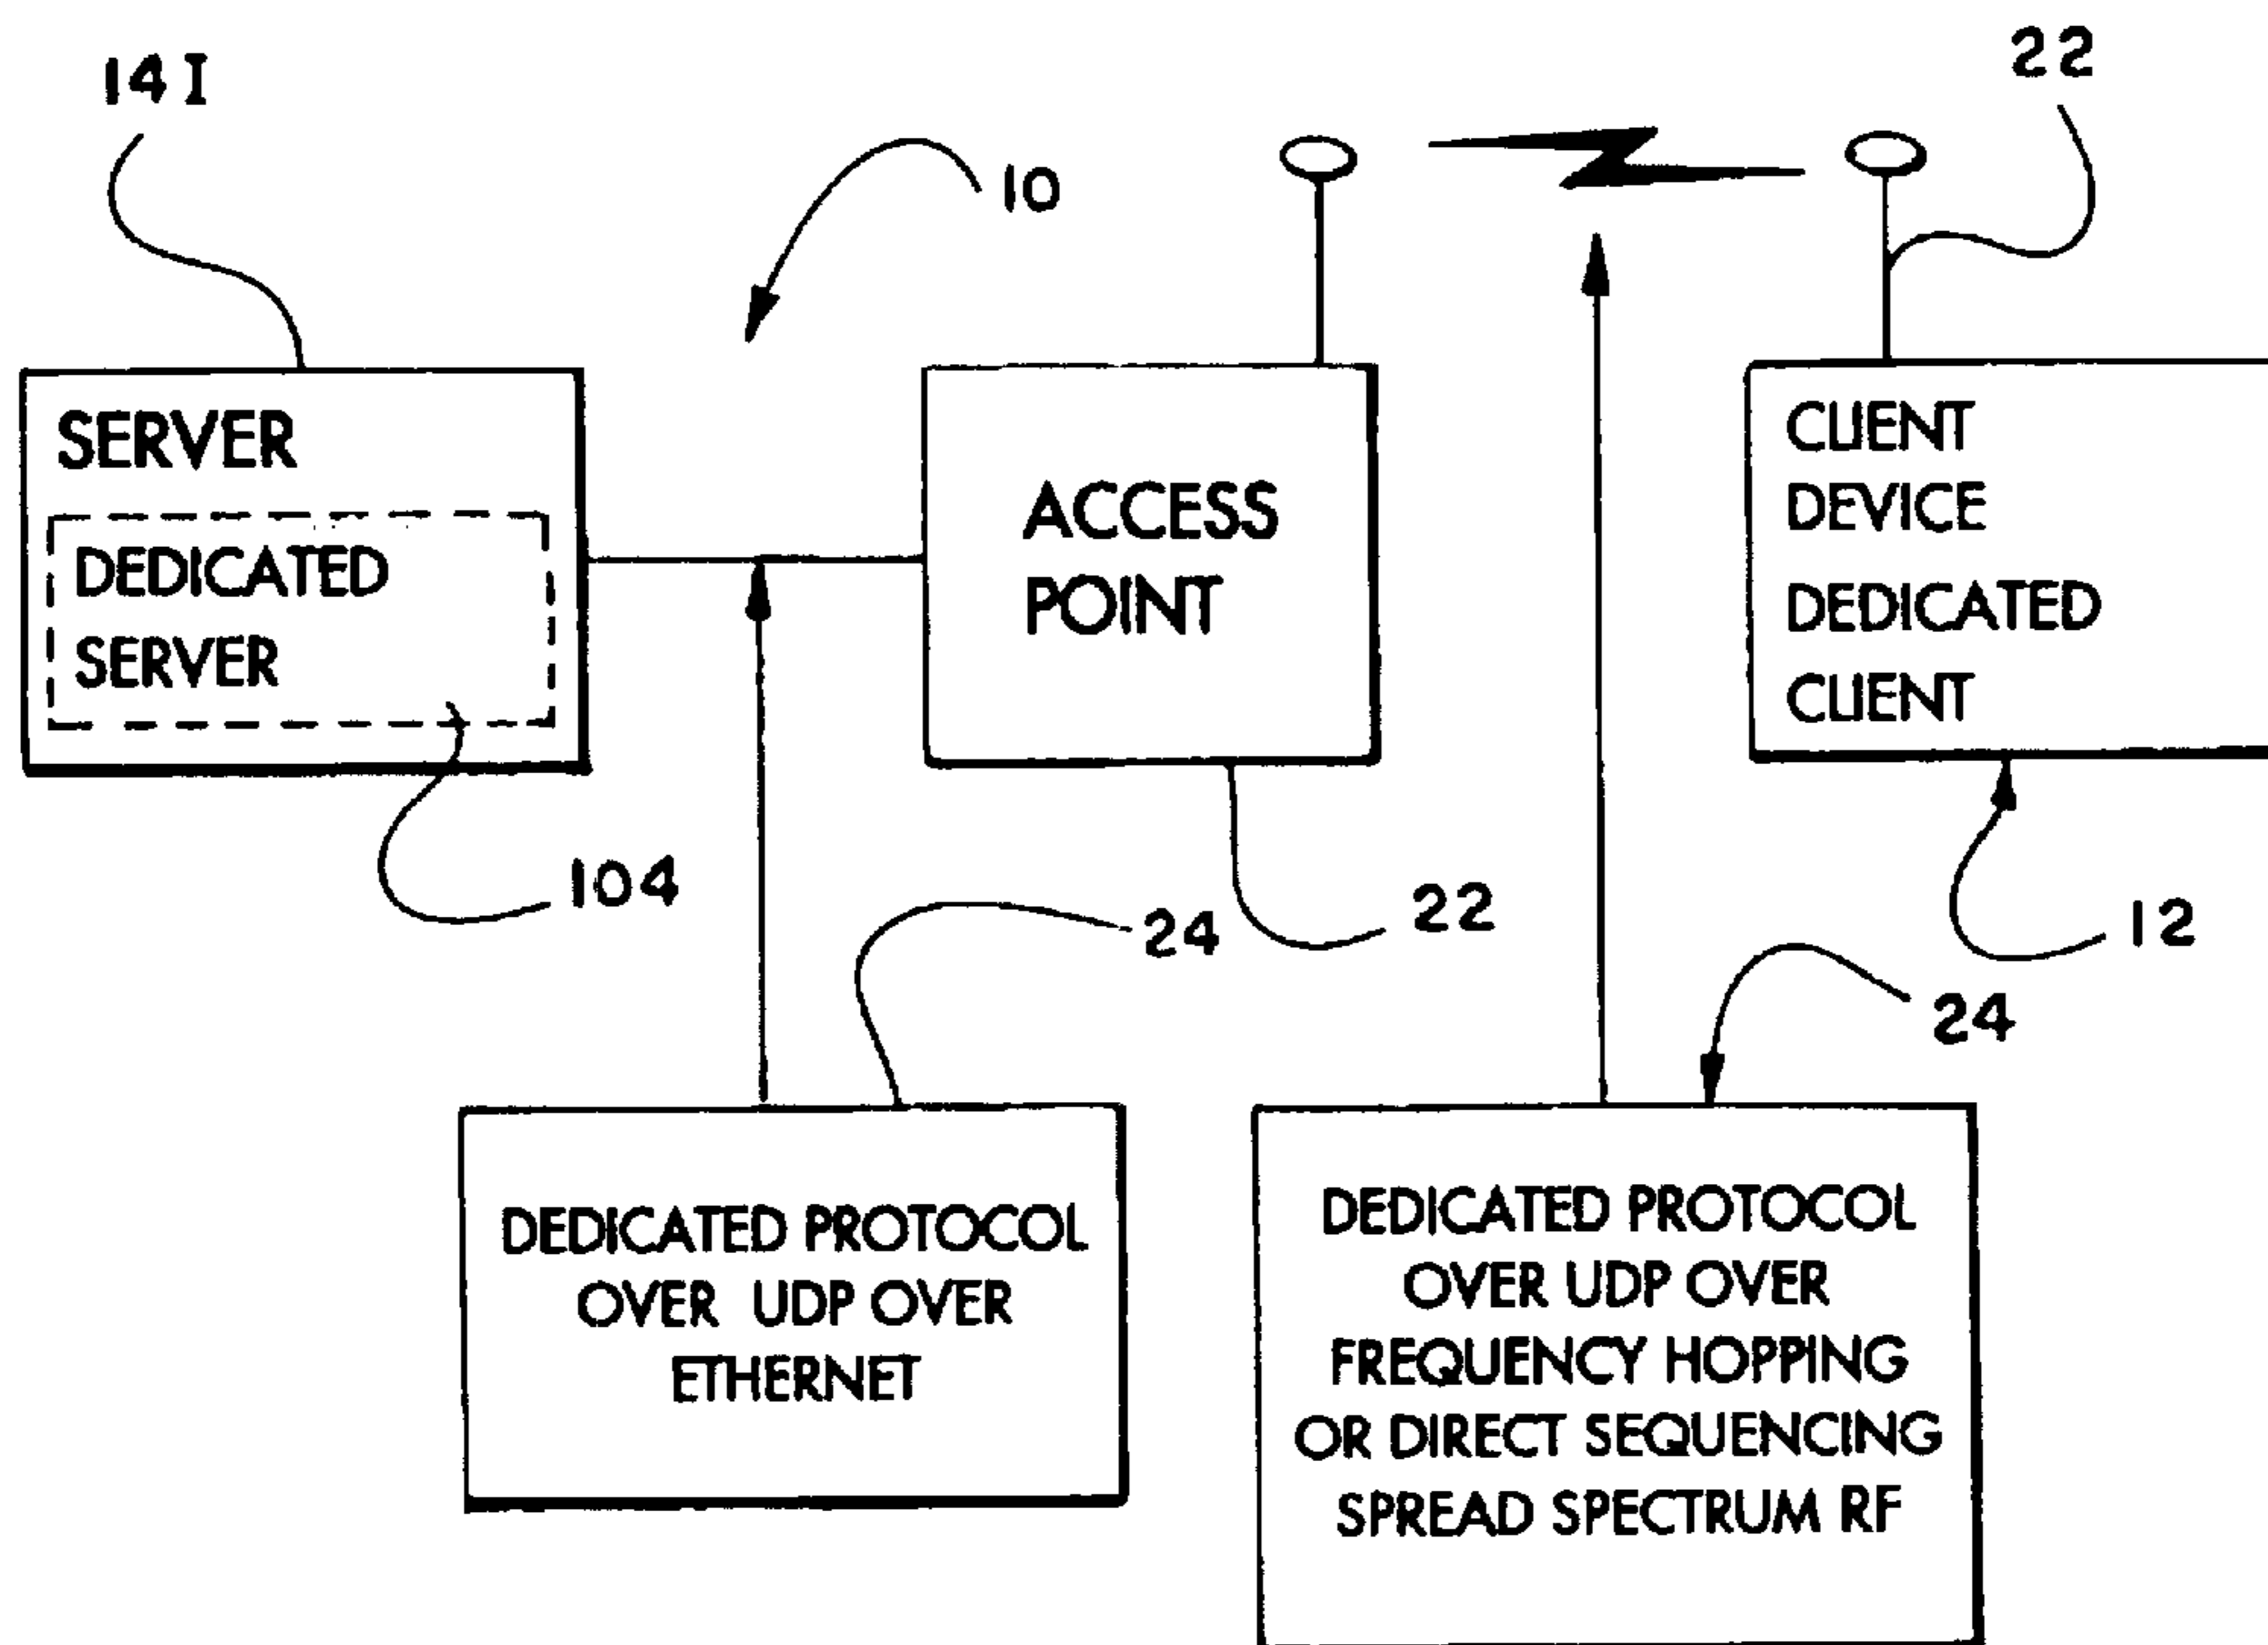 14I
22
10
SERVER
DEDICATED
SERVER
ACCESS
POINT
CLIENT
DEVICE
DEDICATED
CLIENT
104
24
22
12
24
DEDICATED PROTOCOL
OVER UDP OVER
ETHERNET
DEDICATED PROTOCOL
OVER UDP OVER
FREQUENCY HOPPING
OR DIRECT SEQUENCING
SPREAD SPECTRUM RF